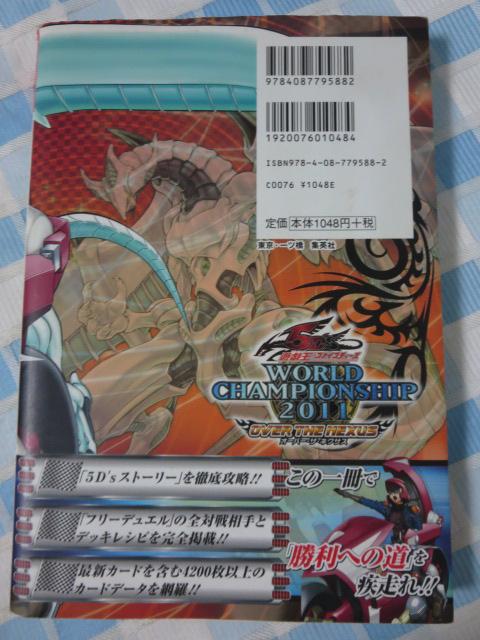 9784087795882
1920076010484
ISBN978-4-08-779588-2
C0076 ¥1048E
定価 本体1048円+税
東京・一ツ橋 集英社
遊戯王 ファイブディーズ
WORLD
CHAMPIONSHIP
2011
OVER THE NEXUS
オーバー・ザ・ネクサス
「5D'sストーリー」を徹底攻略!!
「フリーデュエル」の全対戦相手と
デッキレシピを完全掲載!!
最新カードを含む4200枚以上の
カードデータを網羅!!
この一冊で
「勝利への道」を
疾走れ!!